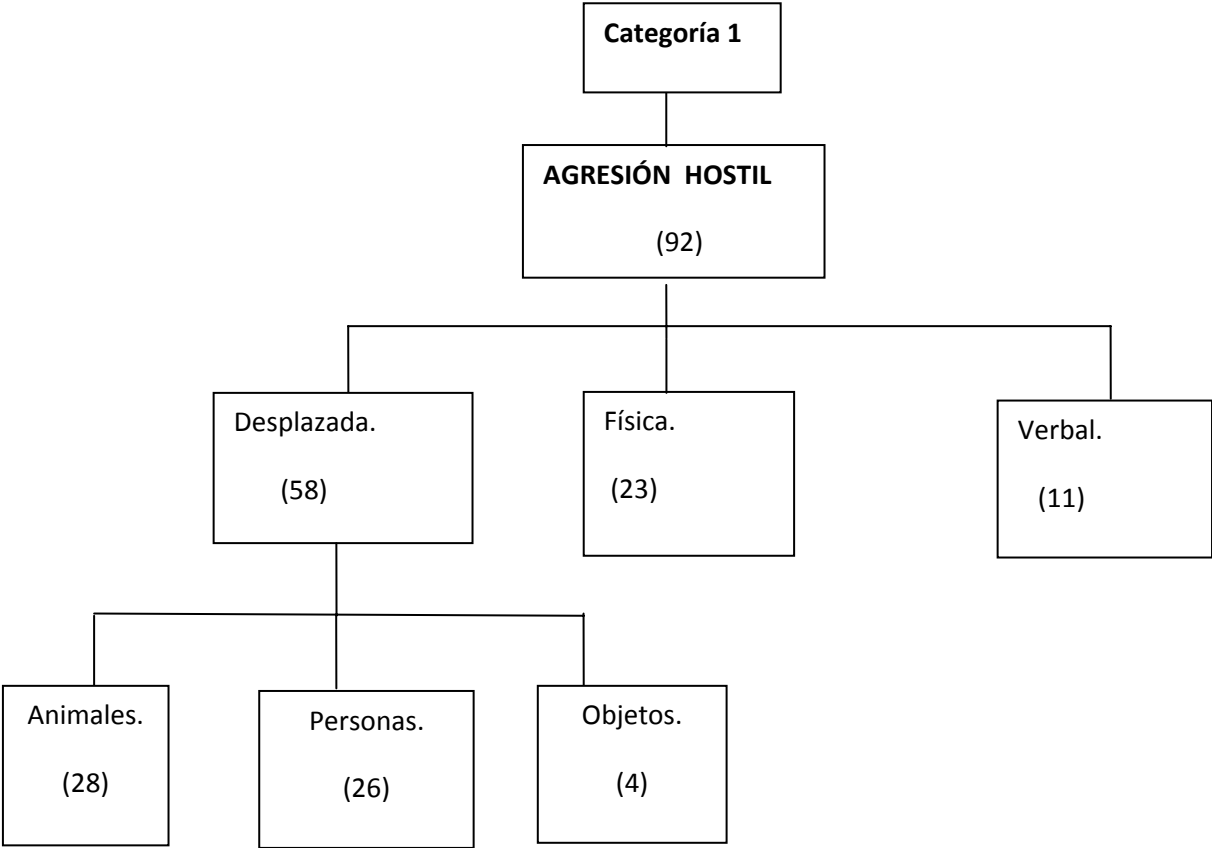 Categoría 1
AGRESIÓN HOSTIL
(92)
Desplazada.
(58)
Física.
(23)
Verbal.
(11)
Animales.
(28)
Personas.
(26)
Objetos.
(4)